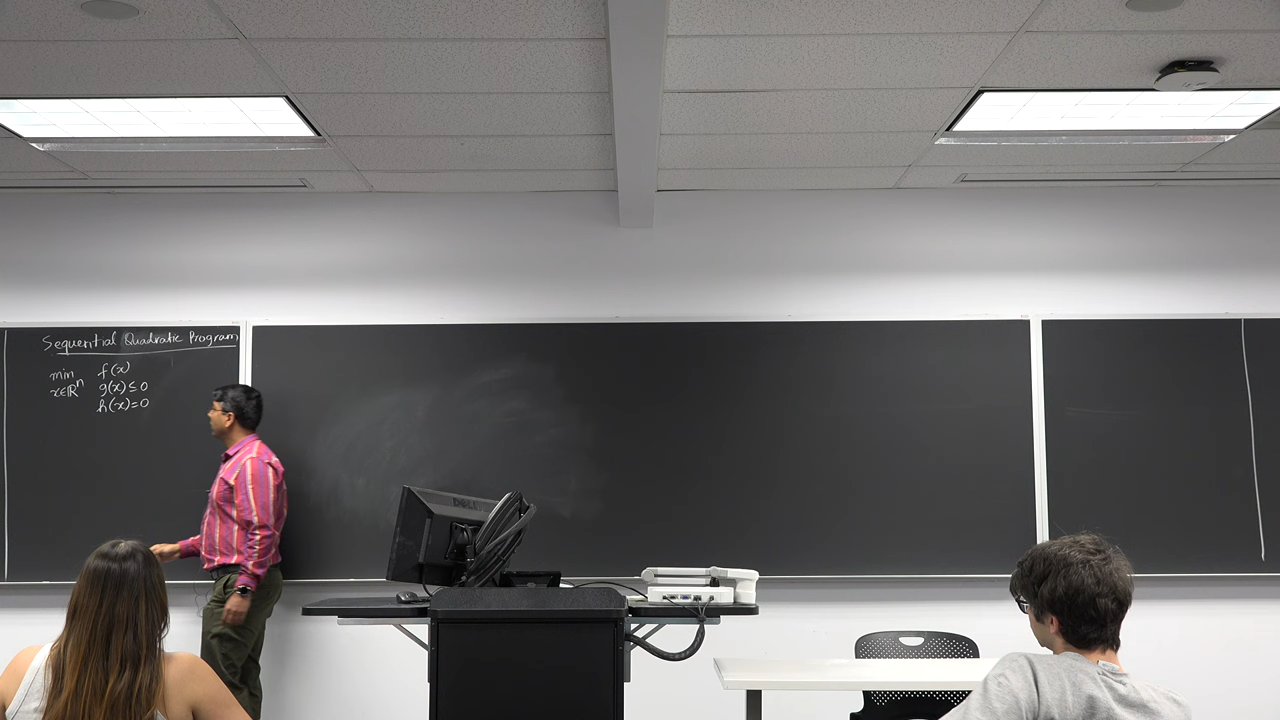 Sequential Quadratic Program
min f(x)
x∈ℝⁿ g(x) ≤ 0
h(x)=0
DELL